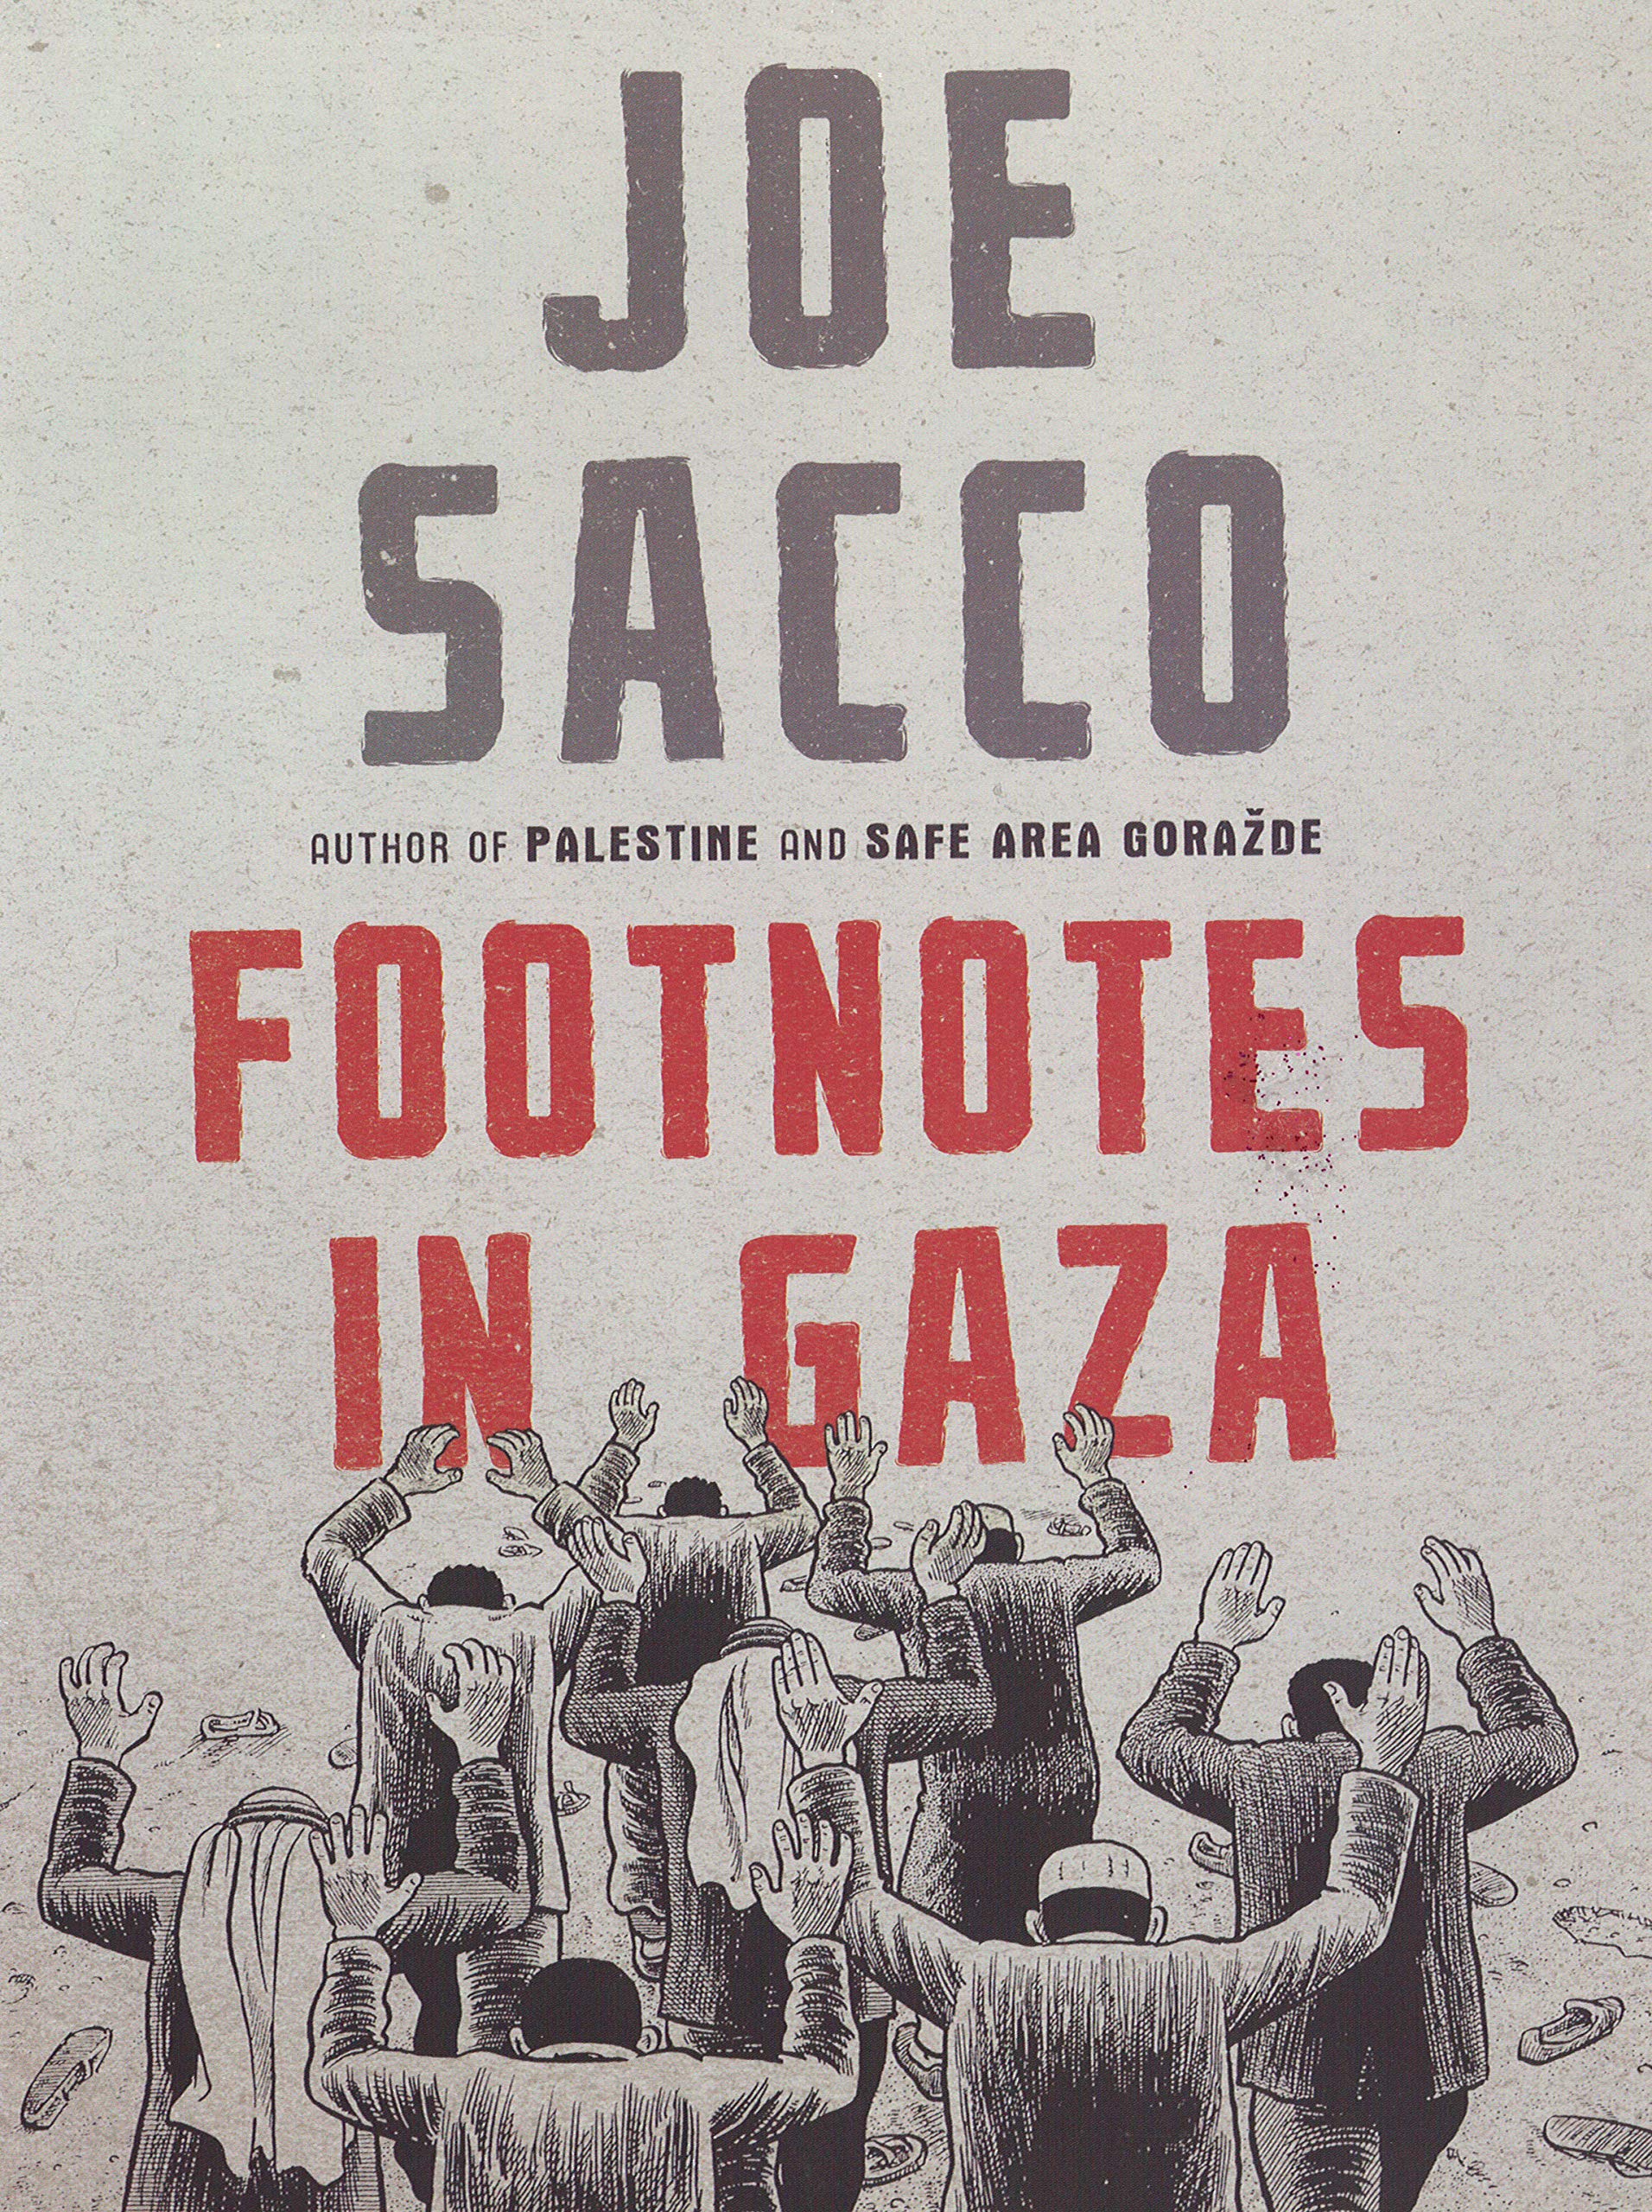 JOE
SACCO
AUTHOR OF PALESTINE AND SAFE AREA GORAŽDE
FOOTNOTES
IN GAZA